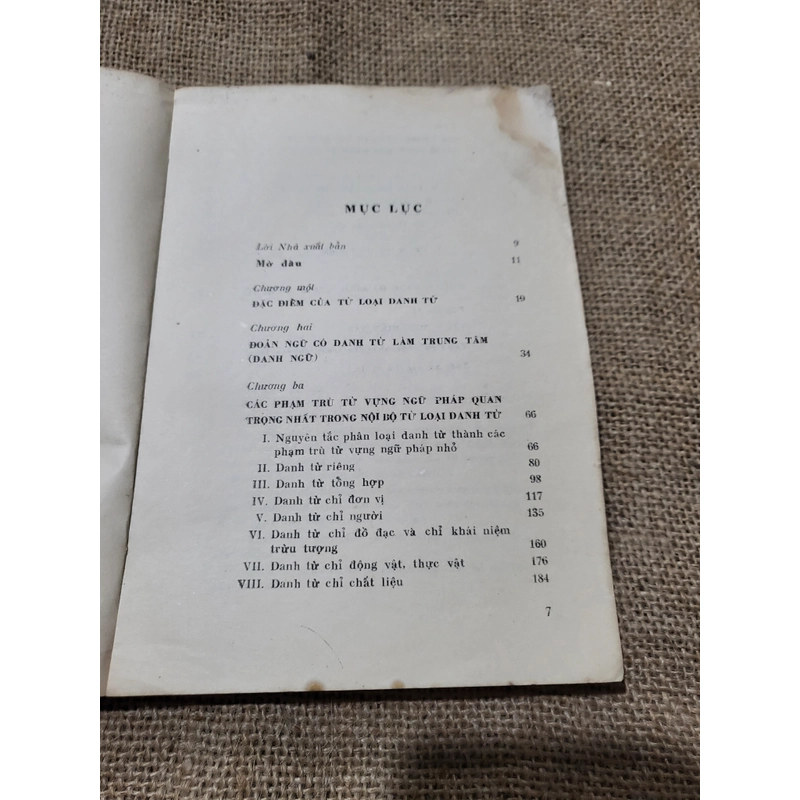 MỤC LỤC
Lời Nhà xuất bản 9
Mở đầu 11
Chương một
ĐẶC ĐIỂM CỦA TỪ LOẠI DANH TỪ 19
Chương hai
ĐOẢN NGỮ CÓ DANH TỪ LÀM TRUNG TÂM
(DANH NGỮ) 34
Chương ba
CÁC PHẠM TRÙ TỪ VỰNG NGỮ PHÁP QUAN
TRỌNG NHẤT TRONG NỘI BỘ TỪ LOẠI DANH TỪ 66
I. Nguyên tắc phân loại danh từ thành các
phạm trù từ vựng ngữ pháp nhỏ 66
II. Danh từ riêng 80
III. Danh từ tổng hợp 98
IV. Danh từ chỉ đơn vị 117
V. Danh từ chỉ người 135
VI. Danh từ chỉ đồ đạc và chỉ khái niệm
trừu tượng 160
VII. Danh từ chỉ động vật, thực vật 176
VIII. Danh từ chỉ chất liệu 184
7